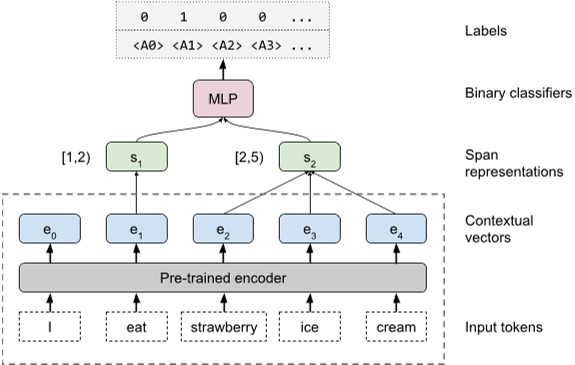 0 1 0 0 ...
<A0> <A1> <A2> <A3> ...
Labels
MLP
Binary classifiers
[1,2)
s1
[2,5)
s2
Span
representations
e0
e1
e2
e3
e4
Contextual
vectors
Pre-trained encoder
I
eat
strawberry
ice
cream
Input tokens